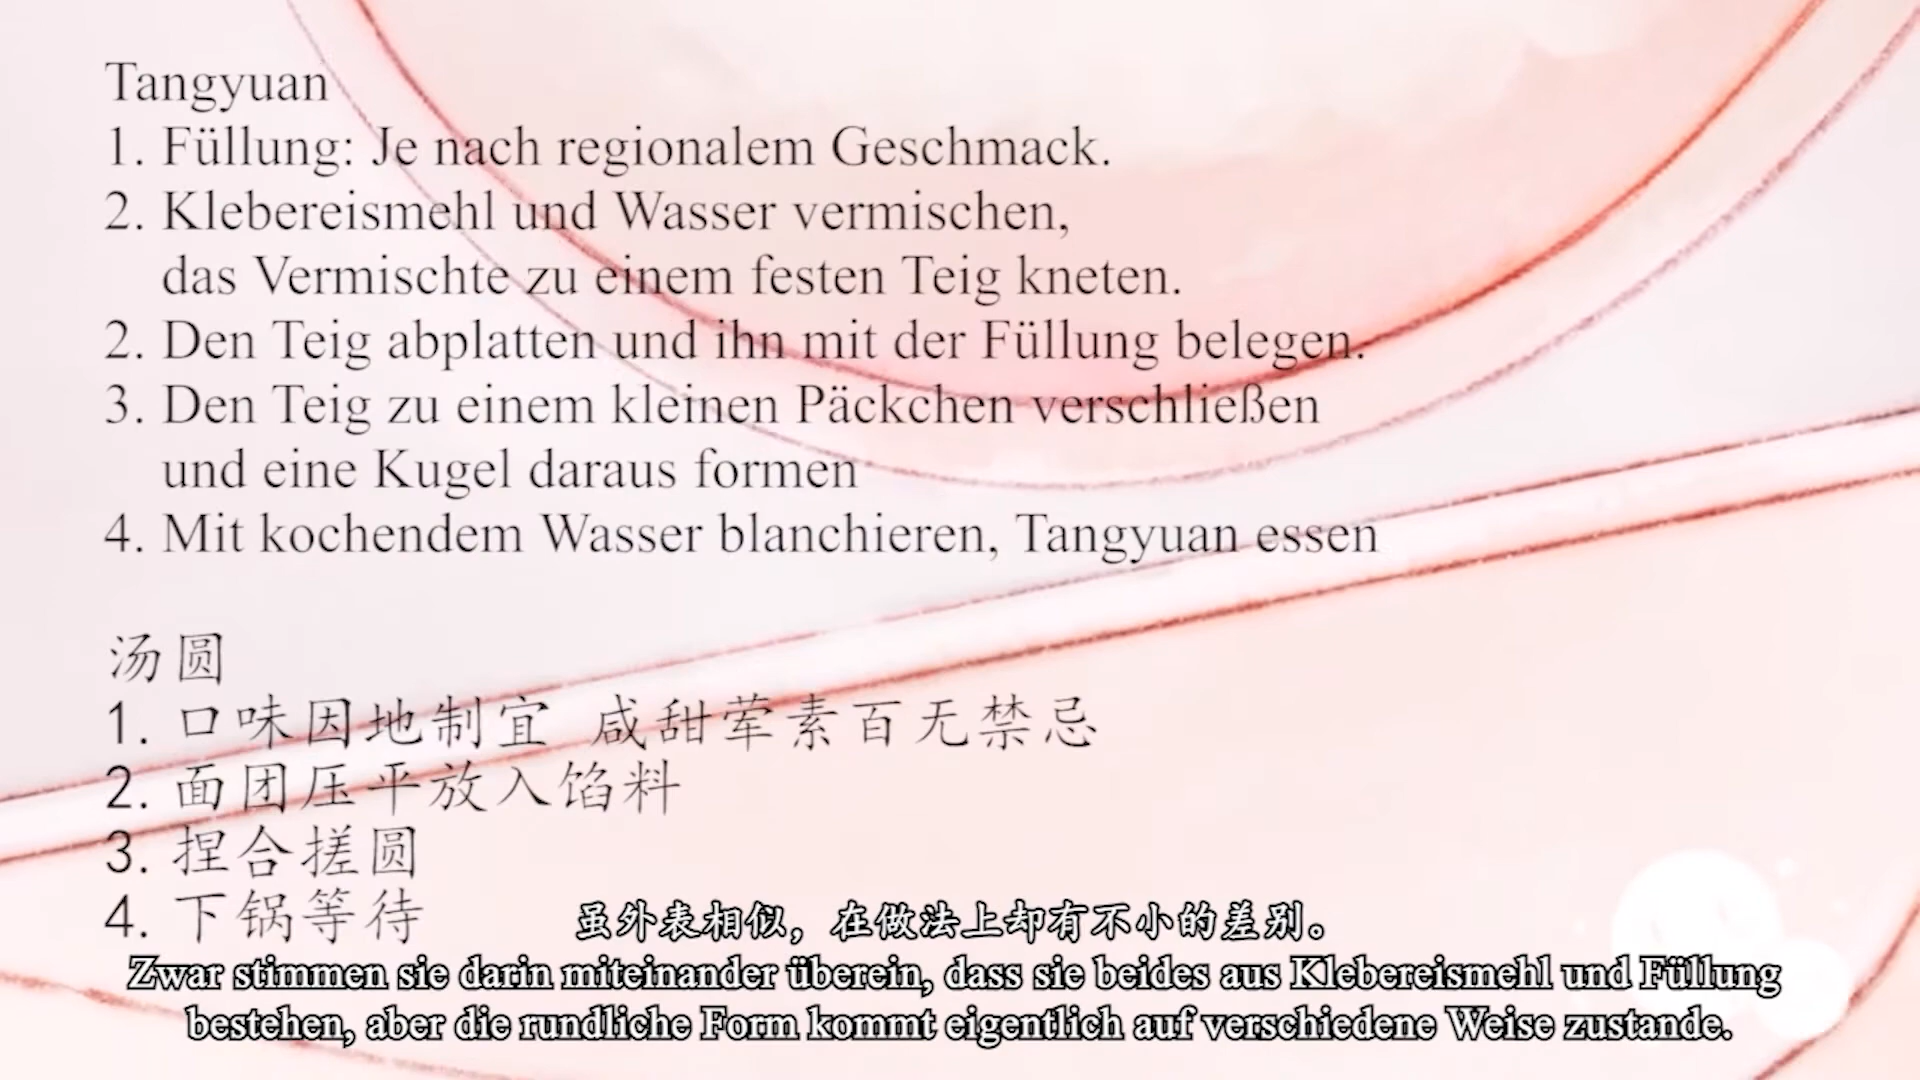 Tangyuan
1. Füllung: Je nach regionalem Geschmack.
2. Klebereismehl und Wasser vermischen,
das Vermischte zu einem festen Teig kneten.
2. Den Teig abplatten und ihn mit der Füllung belegen.
3. Den Teig zu einem kleinen Päckchen verschließen
und eine Kugel daraus formen
4. Mit kochendem Wasser blanchieren, Tangyuan essen
汤圆
1. 口味因地制宜 咸甜荤素百无禁忌
2. 面团压平放入馅料
3. 捏合搓圆
4. 下锅等待
虽外表相似，在做法上却有不小的差别。
Zwar stimmen sie darin miteinander überein, dass sie beides aus Klebereismehl und Füllung
bestehen, aber die rundliche Form kommt eigentlich auf verschiedene Weise zustande.